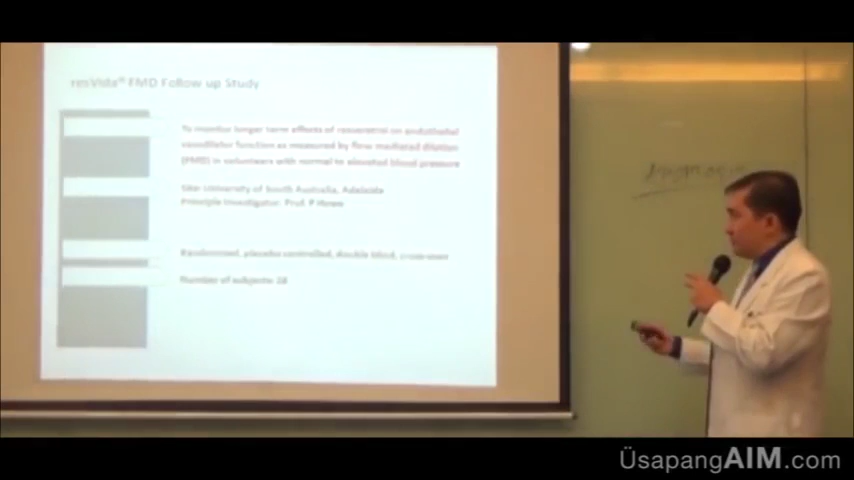 resVida® FMD Follow up Study
To monitor longer term effects of resveratrol on endothelial
vasodilator function as measured by flow mediated dilation
(FMD) in volunteers with normal to elevated blood pressure
Site: University of South Australia, Adelaide
Principle Investigator: Prof. P Howe
Randomized, placebo controlled, double blind, cross-over
Number of subjects: 28
ÜsapangAIM.com